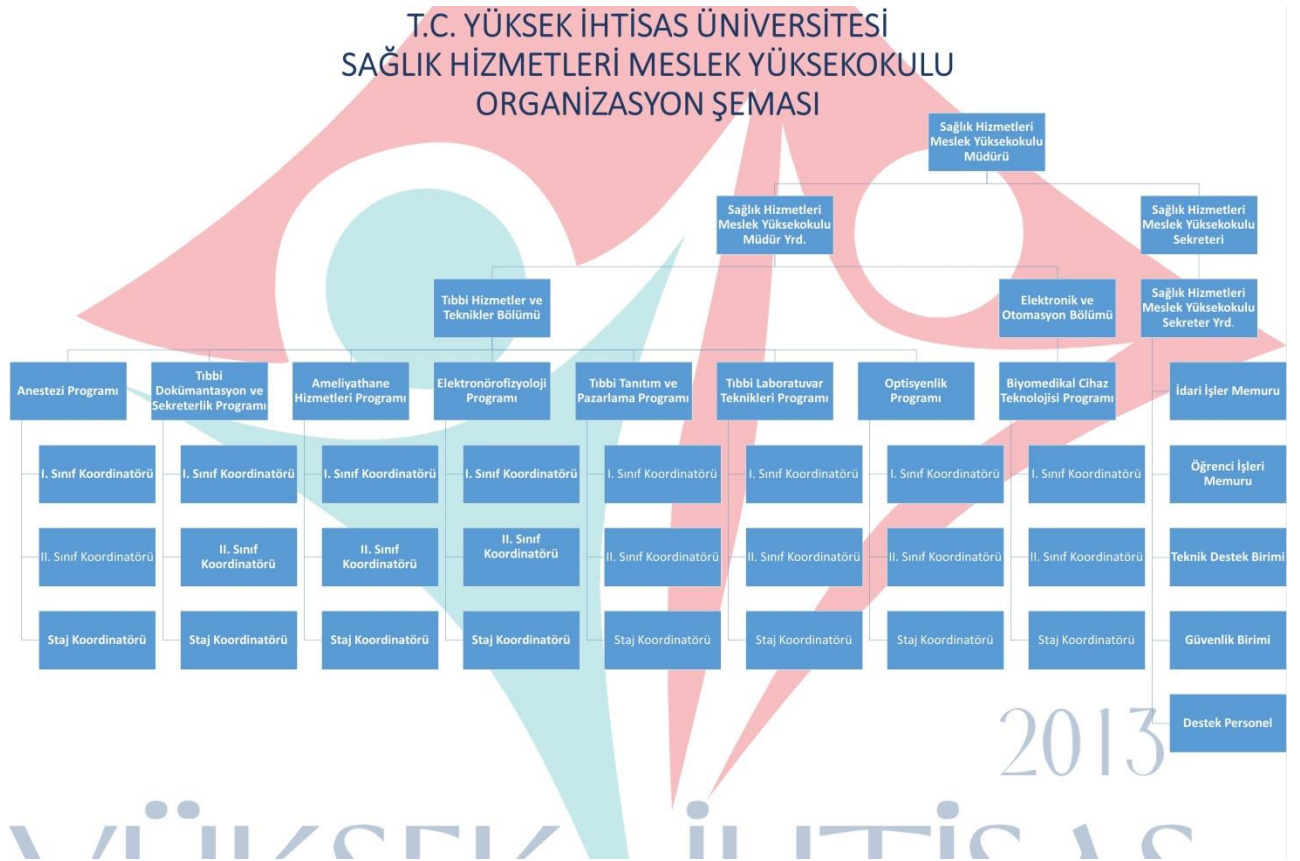 T.C. YÜKSEK İHTİSAS ÜNİVERSİTESİ
SAĞLIK HİZMETLERİ MESLEK YÜKSEKOKULU
ORGANİZASYON ŞEMASI
Sağlık Hizmetleri
Meslek Yüksekokulu
Müdürü
Sağlık Hizmetleri
Meslek Yüksekokulu
Müdür Yrd.
Sağlık Hizmetleri
Meslek Yüksekokulu
Sekreteri
Tıbbi Hizmetler ve
Teknikler Bölümü
Elektronik ve
Otomasyon Bölümü
Sağlık Hizmetleri
Meslek Yüksekokulu
Sekreter Yrd.
Anestezi Programı
Tıbbi
Dokümantasyon ve
Sekreterlik Programı
Ameliyathane
Hizmetleri Programı
Elektronörofizyoloji
Programı
Tıbbi Tanıtım ve
Pazarlama Programı
Tıbbi Laboratuvar
Teknikleri Programı
Optisyenlik
Programı
Biyomedikal Cihaz
Teknolojisi Programı
İdari İşler Memuru
I. Sınıf Koordinatörü
I. Sınıf Koordinatörü
I. Sınıf Koordinatörü
I. Sınıf Koordinatörü
I. Sınıf Koordinatörü
I. Sınıf Koordinatörü
I. Sınıf Koordinatörü
I. Sınıf Koordinatörü
Öğrenci İşleri
Memuru
II. Sınıf Koordinatörü
II. Sınıf
Koordinatörü
II. Sınıf
Koordinatörü
II. Sınıf
Koordinatörü
II. Sınıf Koordinatörü
II. Sınıf Koordinatörü
II. Sınıf Koordinatörü
II. Sınıf Koordinatörü
Teknik Destek Birimi
Staj Koordinatörü
Staj Koordinatörü
Staj Koordinatörü
Staj Koordinatörü
Staj Koordinatörü
Staj Koordinatörü
Staj Koordinatörü
Staj Koordinatörü
Güvenlik Birimi
Destek Personel
2013
YÜKSEK İHTİSAS